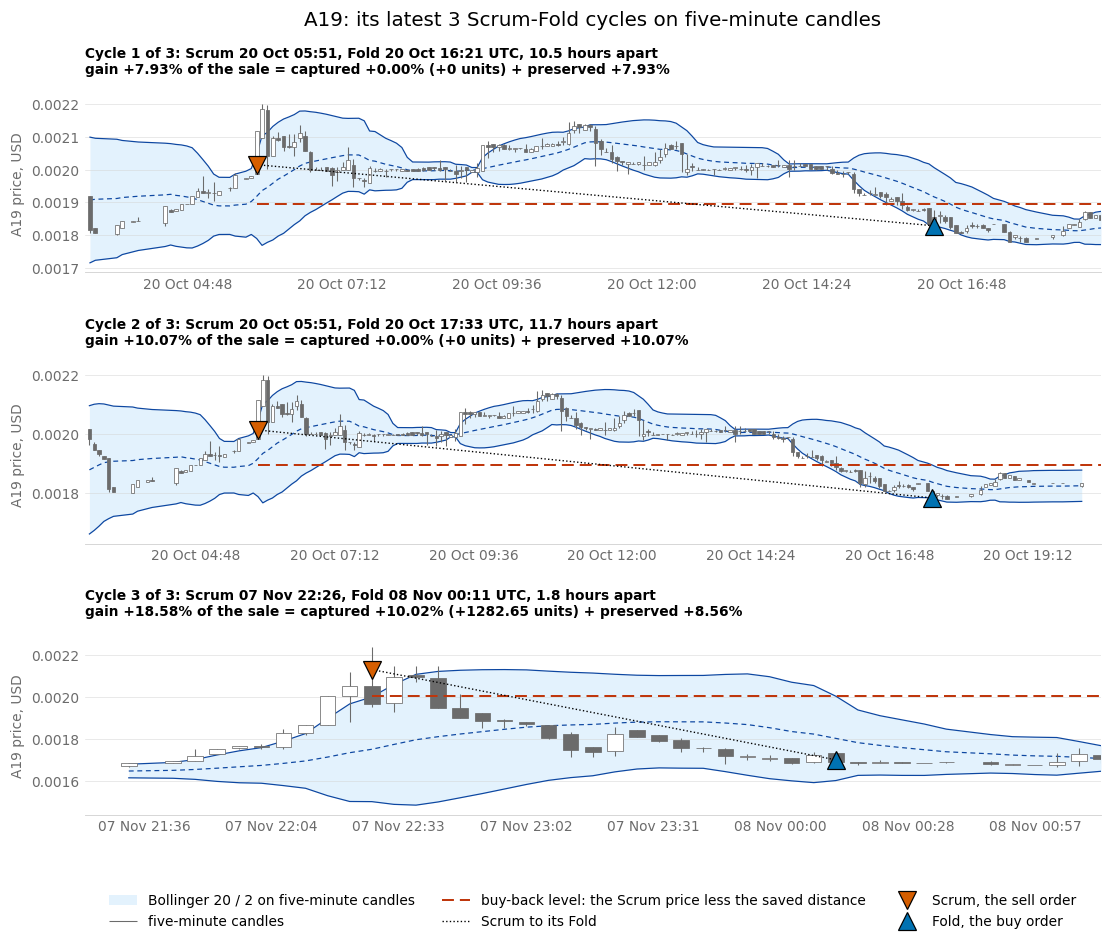 A19: its latest 3 Scrum-Fold cycles on five-minute candles
Cycle 1 of 3: Scrum 20 Oct 05:51, Fold 20 Oct 16:21 UTC, 10.5 hours apart
gain +7.93% of the sale = captured +0.00% (+0 units) + preserved +7.93%
A19 price, USD
0.0022
0.0021
0.0020
0.0019
0.0018
0.0017
20 Oct 04:48
20 Oct 07:12
20 Oct 09:36
20 Oct 12:00
20 Oct 14:24
20 Oct 16:48
Cycle 2 of 3: Scrum 20 Oct 05:51, Fold 20 Oct 17:33 UTC, 11.7 hours apart
gain +10.07% of the sale = captured +0.00% (+0 units) + preserved +10.07%
A19 price, USD
0.0022
0.0020
0.0018
20 Oct 04:48
20 Oct 07:12
20 Oct 09:36
20 Oct 12:00
20 Oct 14:24
20 Oct 16:48
20 Oct 19:12
Cycle 3 of 3: Scrum 07 Nov 22:26, Fold 08 Nov 00:11 UTC, 1.8 hours apart
gain +18.58% of the sale = captured +10.02% (+1282.65 units) + preserved +8.56%
A19 price, USD
0.0022
0.0020
0.0018
0.0016
07 Nov 21:36
07 Nov 22:04
07 Nov 22:33
07 Nov 23:02
07 Nov 23:31
08 Nov 00:00
08 Nov 00:28
08 Nov 00:57
Bollinger 20 / 2 on five-minute candles
five-minute candles
buy-back level: the Scrum price less the saved distance
Scrum to its Fold
Scrum, the sell order
Fold, the buy order